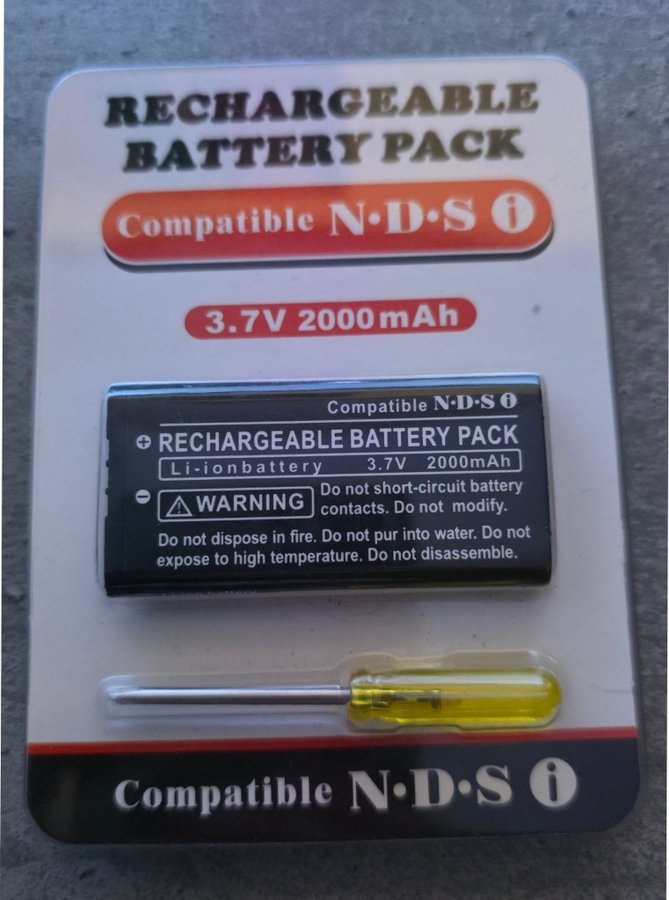 RECHARGEABLE
BATTERY PACK
Compatible N·D·S i
3.7V 2000mAh
Compatible N·D·S i
+ RECHARGEABLE BATTERY PACK
Li-ionbattery 3.7V 2000mAh
- WARNING Do not short-circuit battery
contacts. Do not modify.
Do not dispose in fire. Do not pur into water. Do not
expose to high temperature. Do not disassemble.
Compatible N·D·S i